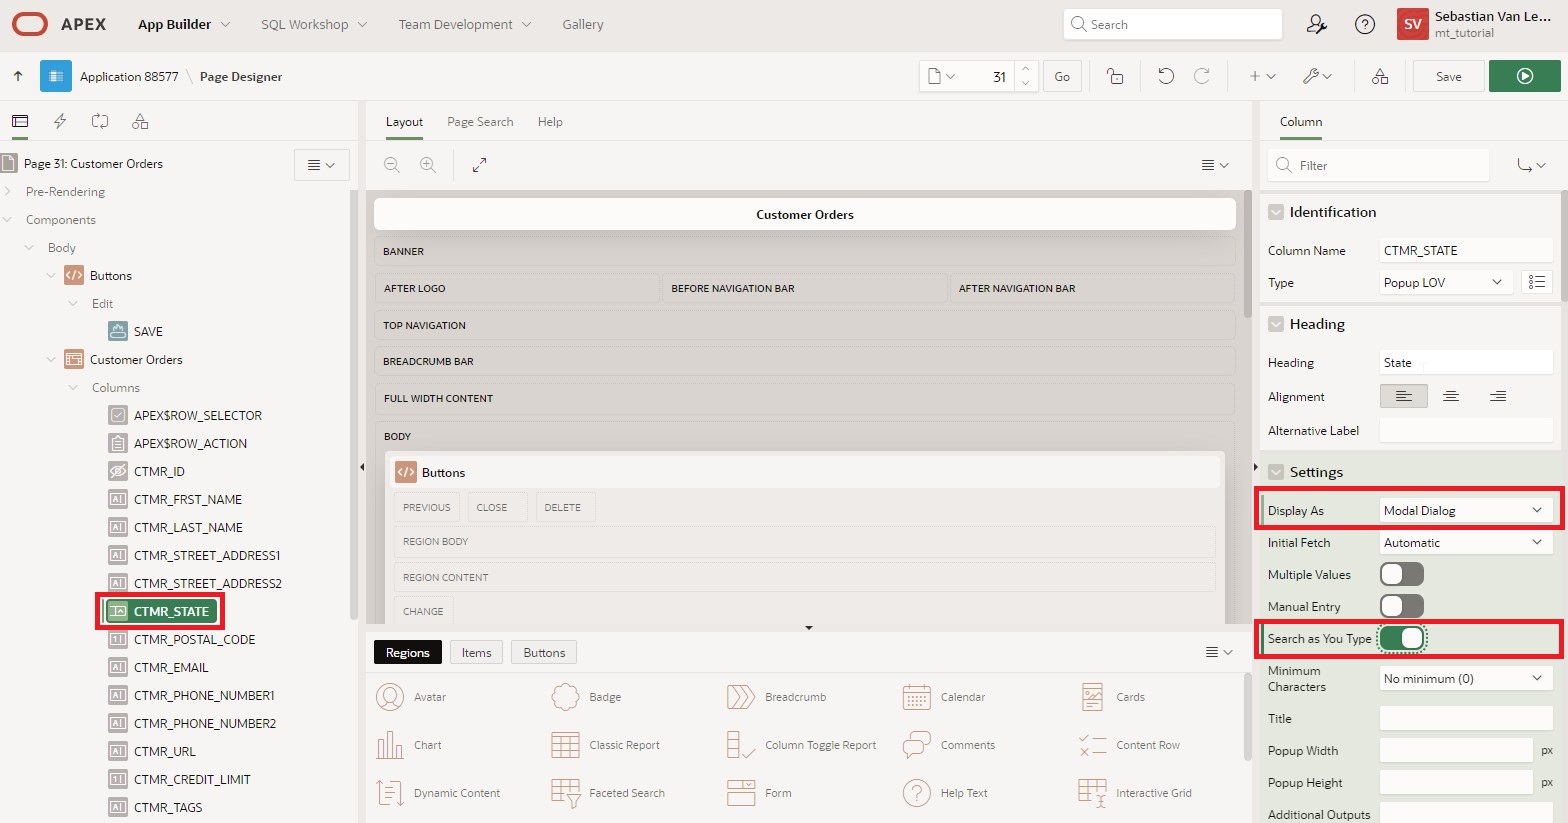 APEX App Builder SQL Workshop Team Development Gallery Search SV Sebastian Van Le...
mt_tutorial
Application 88577 \ Page Designer 31 Go Save
Layout Page Search Help Column
Page 31: Customer Orders
Filter
Pre-Rendering
Components
Body
Buttons
Edit
SAVE
Customer Orders
Columns
APEX$ROW_SELECTOR
APEX$ROW_ACTION
CTMR_ID
CTMR_FRST_NAME
CTMR_LAST_NAME
CTMR_STREET_ADDRESS1
CTMR_STREET_ADDRESS2
CTMR_STATE
CTMR_POSTAL_CODE
CTMR_EMAIL
CTMR_PHONE_NUMBER1
CTMR_PHONE_NUMBER2
CTMR_URL
CTMR_CREDIT_LIMIT
CTMR_TAGS
Customer Orders
BANNER
AFTER LOGO BEFORE NAVIGATION BAR AFTER NAVIGATION BAR
TOP NAVIGATION
BREADCRUMB BAR
FULL WIDTH CONTENT
BODY
Buttons
PREVIOUS CLOSE DELETE
REGION BODY
REGION CONTENT
CHANGE
Regions Items Buttons
Avatar Badge Breadcrumb Calendar Cards
Chart Classic Report Column Toggle Report Comments Content Row
Dynamic Content Faceted Search Form Help Text Interactive Grid
Identification
Column Name CTMR_STATE
Type Popup LOV
Heading
Heading State
Alignment
Alternative Label
Settings
Display As Modal Dialog
Initial Fetch Automatic
Multiple Values
Manual Entry
Search as You Type
Minimum
Characters No minimum (0)
Title
Popup Width px
Popup Height px
Additional Outputs